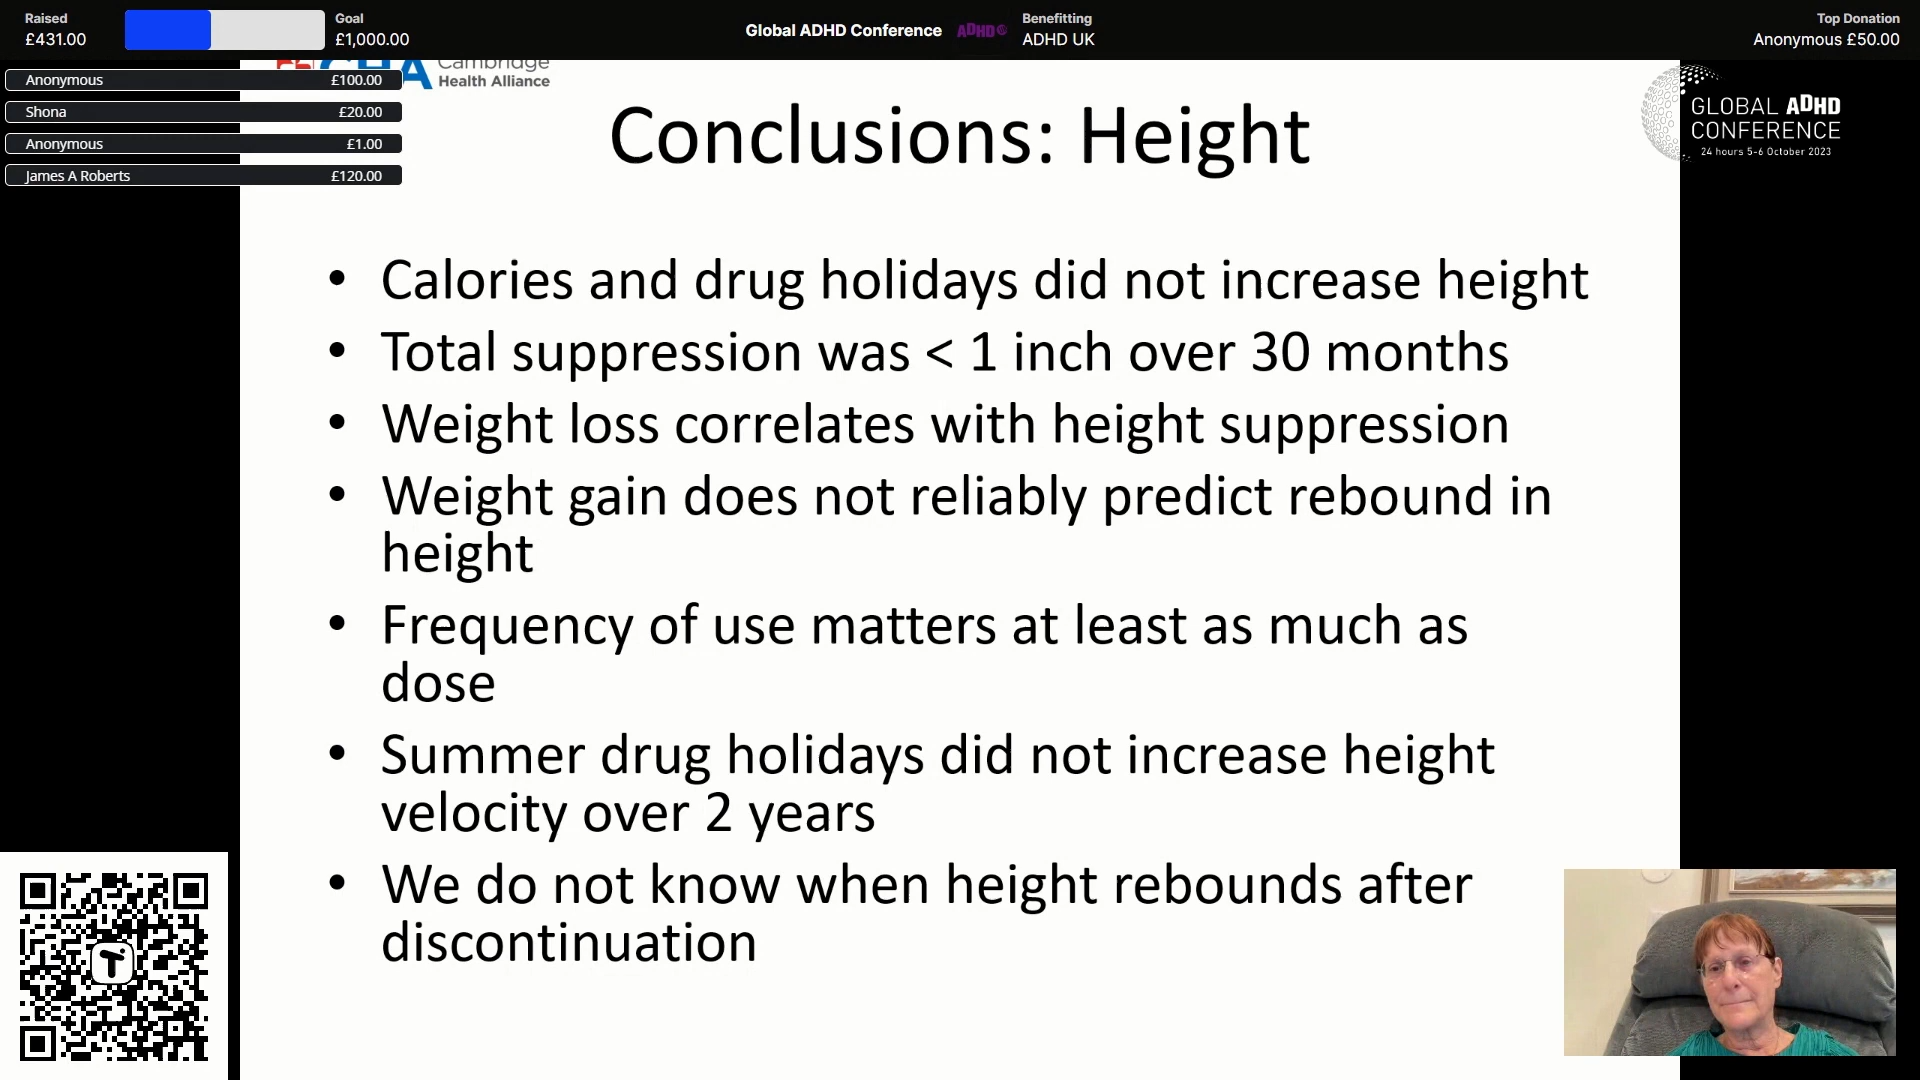 Raised
£431.00
Goal
£1,000.00
Global ADHD Conference
ADHD
Benefitting
ADHD UK
Top Donation
Anonymous £50.00
Anonymous £100.00
Shona £20.00
Anonymous £1.00
James A Roberts £120.00
CHA Cambridge
Health Alliance
GLOBAL ADHD
CONFERENCE
24 hours 5-6 October 2023
Conclusions: Height
• Calories and drug holidays did not increase height
• Total suppression was < 1 inch over 30 months
• Weight loss correlates with height suppression
• Weight gain does not reliably predict rebound in
height
• Frequency of use matters at least as much as
dose
• Summer drug holidays did not increase height
velocity over 2 years
• We do not know when height rebounds after
discontinuation
T